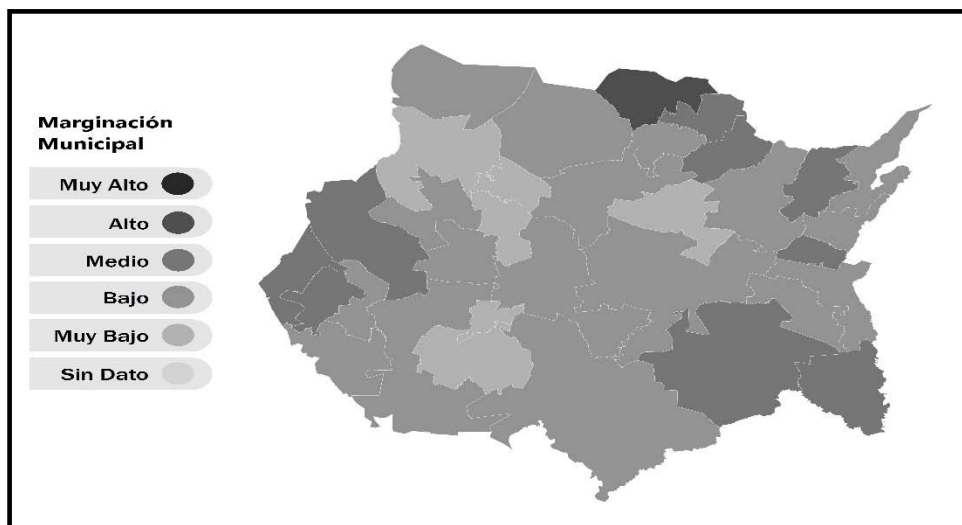 Marginación
Municipal
Muy Alto
Alto
Medio
Bajo
Muy Bajo
Sin Dato